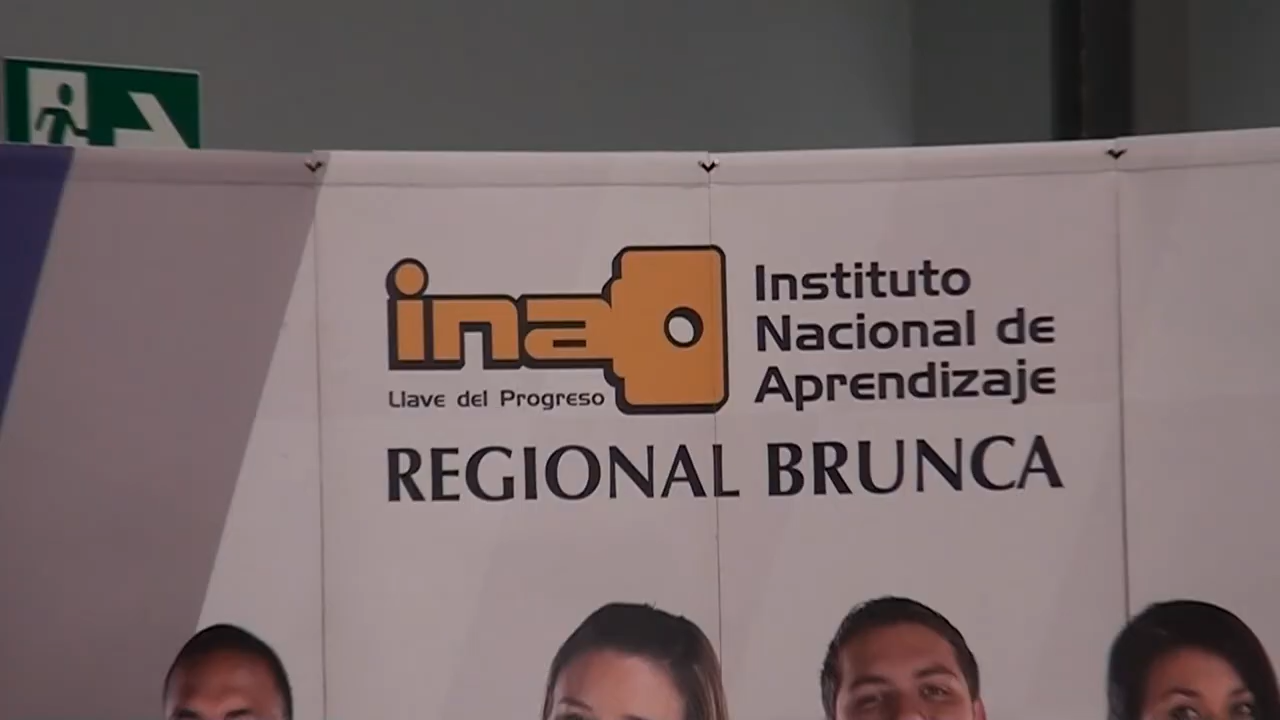 ina
Llave del Progreso
Instituto
Nacional de
Aprendizaje
REGIONAL BRUNCA